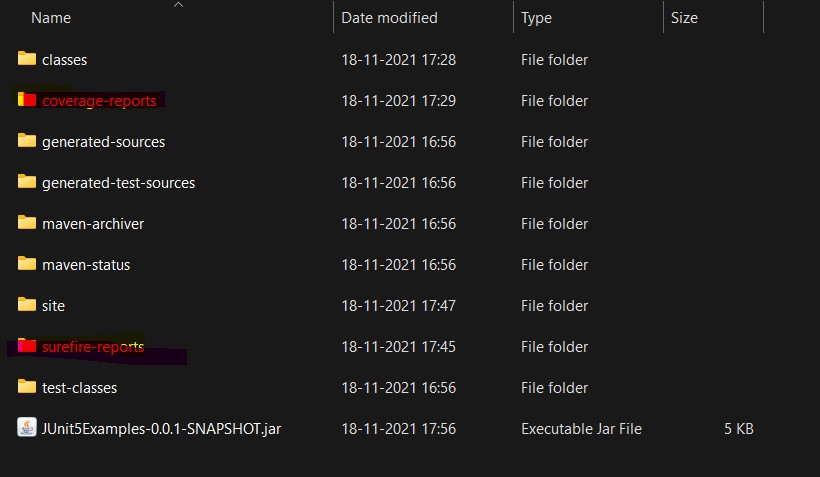 Name Date modified Type Size
classes 18-11-2021 17:28 File folder
coverage-reports 18-11-2021 17:29 File folder
generated-sources 18-11-2021 16:56 File folder
generated-test-sources 18-11-2021 16:56 File folder
maven-archiver 18-11-2021 16:56 File folder
maven-status 18-11-2021 16:56 File folder
site 18-11-2021 17:47 File folder
surefire-reports 18-11-2021 17:45 File folder
test-classes 18-11-2021 16:56 File folder
JUnit5Examples-0.0.1-SNAPSHOT.jar 18-11-2021 17:56 Executable Jar File 5 KB